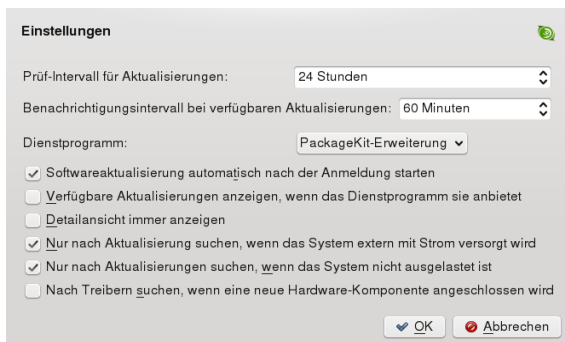 Einstellungen
Prüf-Intervall für Aktualisierungen: 24 Stunden
Benachrichtigungsintervall bei verfügbaren Aktualisierungen: 60 Minuten
Dienstprogramm: PackageKit-Erweiterung
Softwareaktualisierung automatisch nach der Anmeldung starten
Verfügbare Aktualisierungen anzeigen, wenn das Dienstprogramm sie anbietet
Detailansicht immer anzeigen
Nur nach Aktualisierung suchen, wenn das System extern mit Strom versorgt wird
Nur nach Aktualisierungen suchen, wenn das System nicht ausgelastet ist
Nach Treibern suchen, wenn eine neue Hardware-Komponente angeschlossen wird
OK Abbrechen